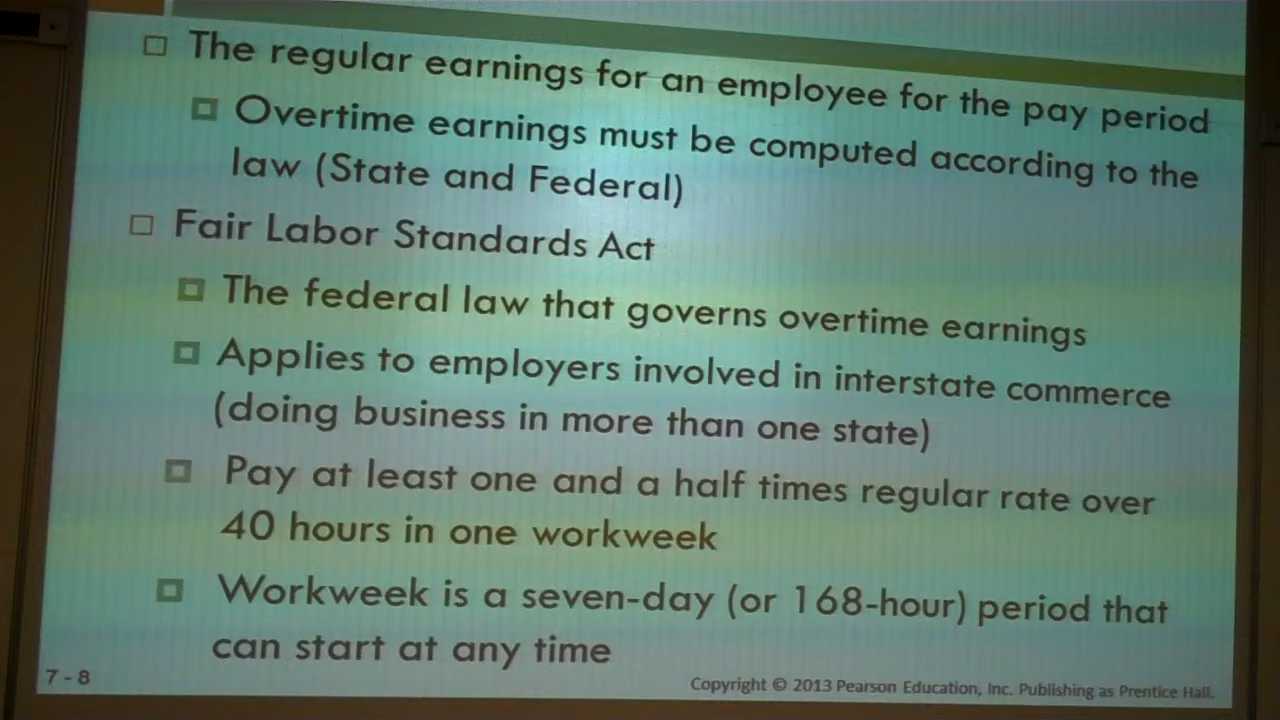 The regular earnings for an employee for the pay period
Overtime earnings must be computed according to the
law (State and Federal)
Fair Labor Standards Act
The federal law that governs overtime earnings
Applies to employers involved in interstate commerce
(doing business in more than one state)
Pay at least one and a half times regular rate over
40 hours in one workweek
Workweek is a seven-day (or 168-hour) period that
can start at any time
7 - 8
Copyright © 2013 Pearson Education, Inc. Publishing as Prentice Hall.